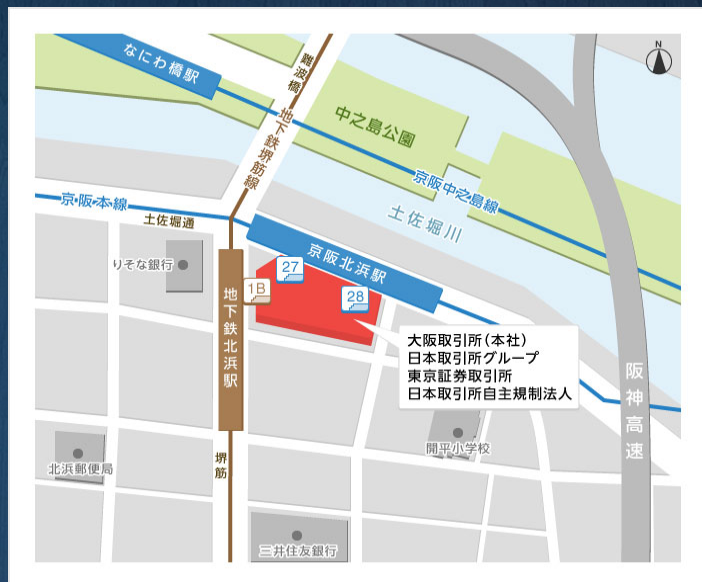 N
なにわ橋駅
難波橋
地下鉄堺筋線
中之島公園
京阪中之島線
京阪本線
土佐堀通
土佐堀川
りそな銀行
京阪北浜駅
27
1B
28
地下鉄北浜駅
大阪取引所(本社)
日本取引所グループ
東京証券取引所
日本取引所自主規制法人
阪神高速
開平小学校
北浜郵便局
堺筋
三井住友銀行